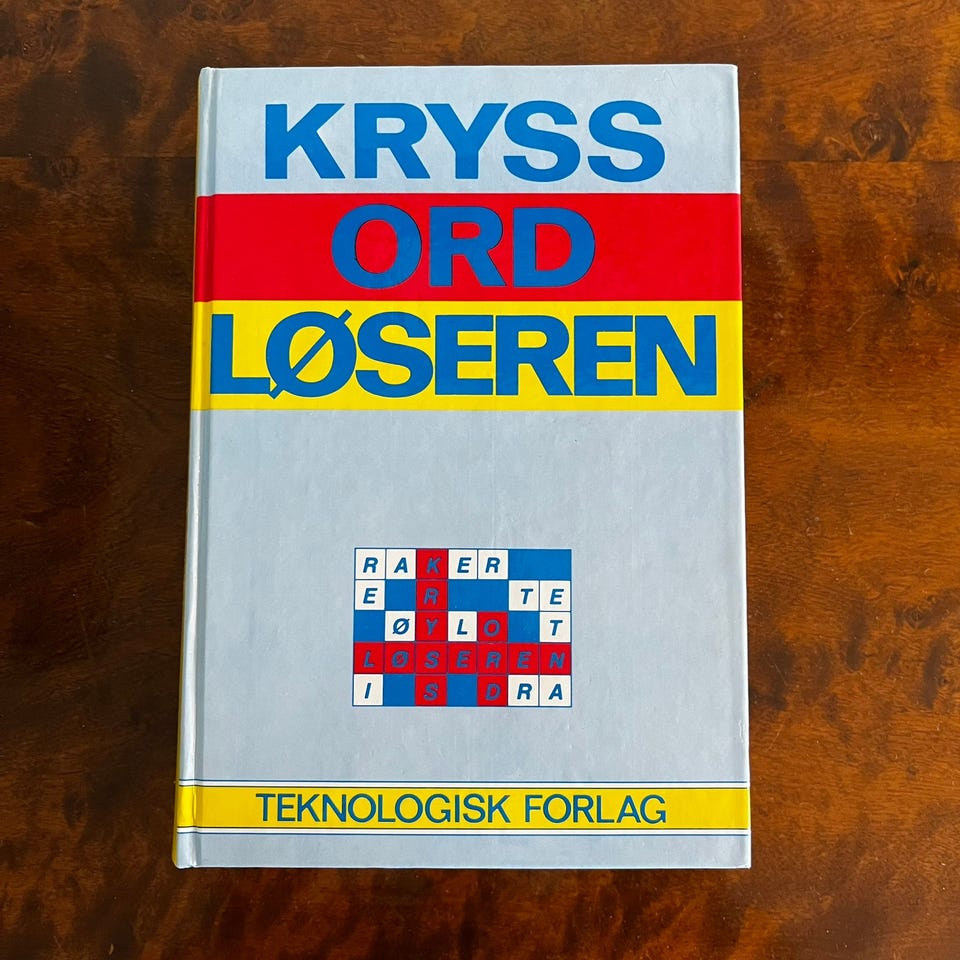 KRYSS
ORD
LØSEREN
RAKER
E R TE
ØYLO T
LØSEREN
I S DRA
TEKNOLOGISK FORLAG